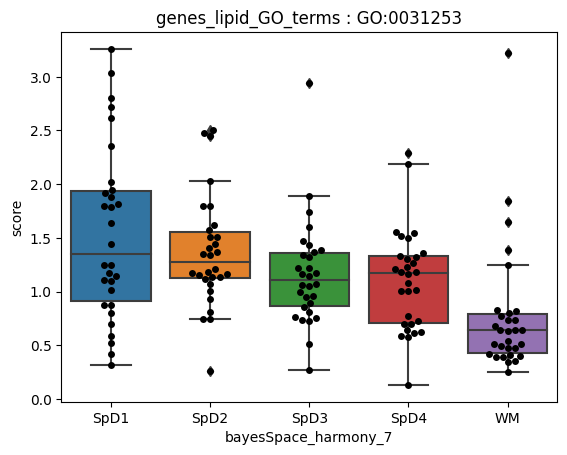 genes_lipid_GO_terms : GO:0031253
score
3.0
2.5
2.0
1.5
1.0
0.5
0.0
SpD1 SpD2 SpD3 SpD4 WM
bayesSpace_harmony_7